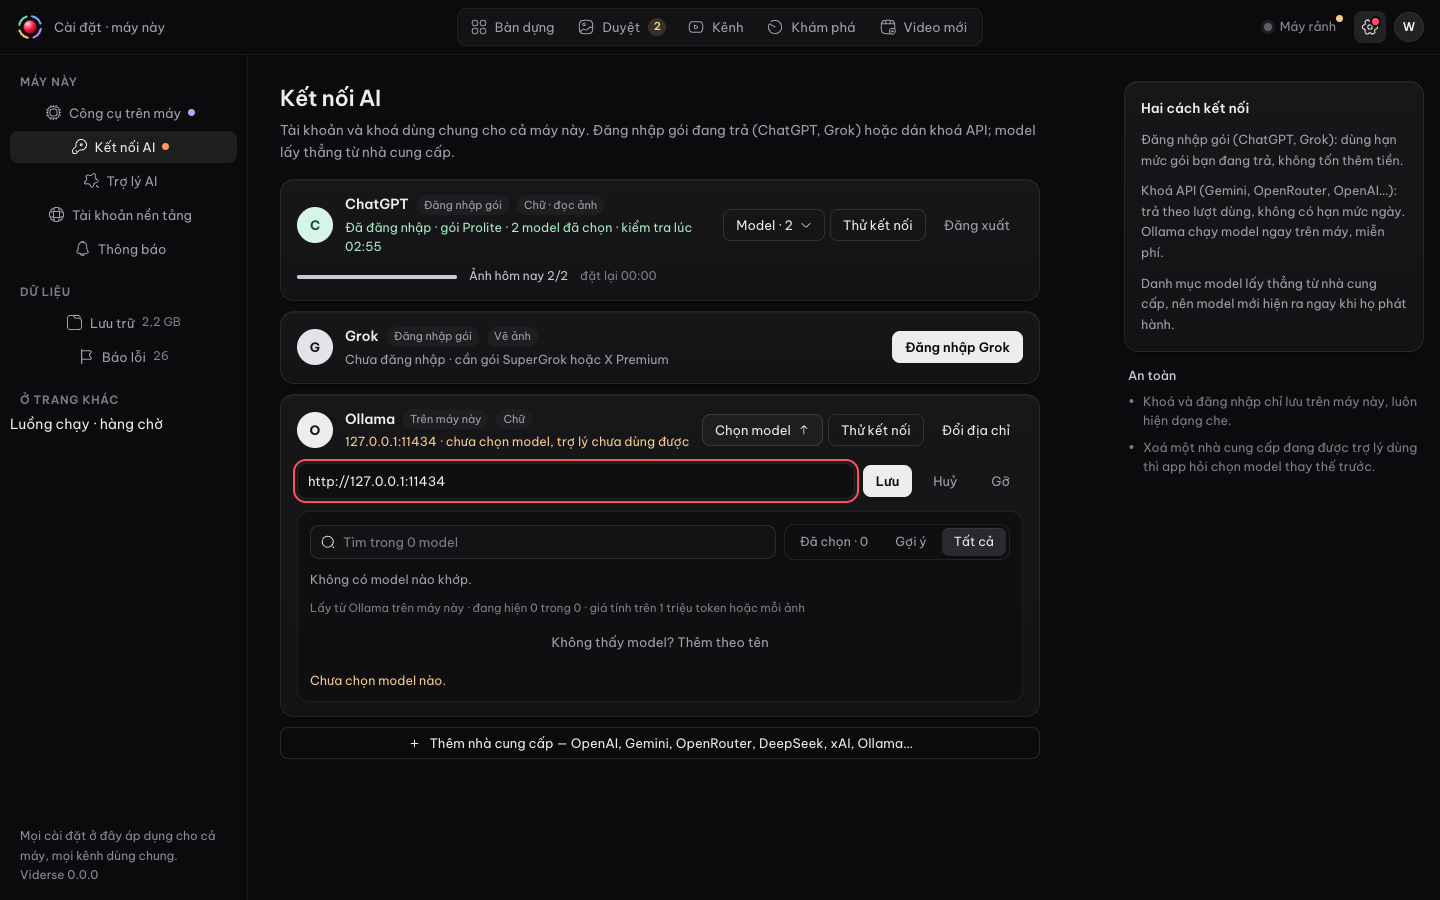 Cài đặt · máy này
Bàn dựng
Duyệt 2
Kênh
Khám phá
Video mới
Máy rảnh
W
MÁY NÀY
Công cụ trên máy
Kết nối AI
Trợ lý AI
Tài khoản nền tảng
Thông báo
DỮ LIỆU
Lưu trữ 2,2 GB
Báo lỗi 26
Ở TRANG KHÁC
Luồng chạy · hàng chờ
Mọi cài đặt ở đây áp dụng cho cả
máy, mọi kênh dùng chung.
Viderse 0.0.0
Kết nối AI
Tài khoản và khoá dùng chung cho cả máy này. Đăng nhập gói đang trả (ChatGPT, Grok) hoặc dán khoá API; model
lấy thẳng từ nhà cung cấp.
C
ChatGPT Đăng nhập gói Chữ · đọc ảnh
Đã đăng nhập · gói Prolite · 2 model đã chọn · kiểm tra lúc
02:55
Model · 2
Thử kết nối
Đăng xuất
Ảnh hôm nay 2/2 đặt lại 00:00
G
Grok Đăng nhập gói Vẽ ảnh
Chưa đăng nhập · cần gói SuperGrok hoặc X Premium
Đăng nhập Grok
O
Ollama Trên máy này Chữ
127.0.0.1:11434 · chưa chọn model, trợ lý chưa dùng được
Chọn model ↑
Thử kết nối
Đổi địa chỉ
http://127.0.0.1:11434
Lưu
Huỷ
Gỡ
Tìm trong 0 model
Đã chọn · 0
Gợi ý
Tất cả
Không có model nào khớp.
Lấy từ Ollama trên máy này · đang hiện 0 trong 0 · giá tính trên 1 triệu token hoặc mỗi ảnh
Không thấy model? Thêm theo tên
Chưa chọn model nào.
+ Thêm nhà cung cấp — OpenAI, Gemini, OpenRouter, DeepSeek, xAI, Ollama...
Hai cách kết nối
Đăng nhập gói (ChatGPT, Grok): dùng hạn
mức gói bạn đang trả, không tốn thêm tiền.
Khoá API (Gemini, OpenRouter, OpenAI...):
trả theo lượt dùng, không có hạn mức ngày.
Ollama chạy model ngay trên máy, miễn
phí.
Danh mục model lấy thẳng từ nhà cung
cấp, nên model mới hiện ra ngay khi họ phát
hành.
An toàn
• Khoá và đăng nhập chỉ lưu trên máy này, luôn
hiện dạng che.
• Xoá một nhà cung cấp đang được trợ lý dùng
thì app hỏi chọn model thay thế trước.